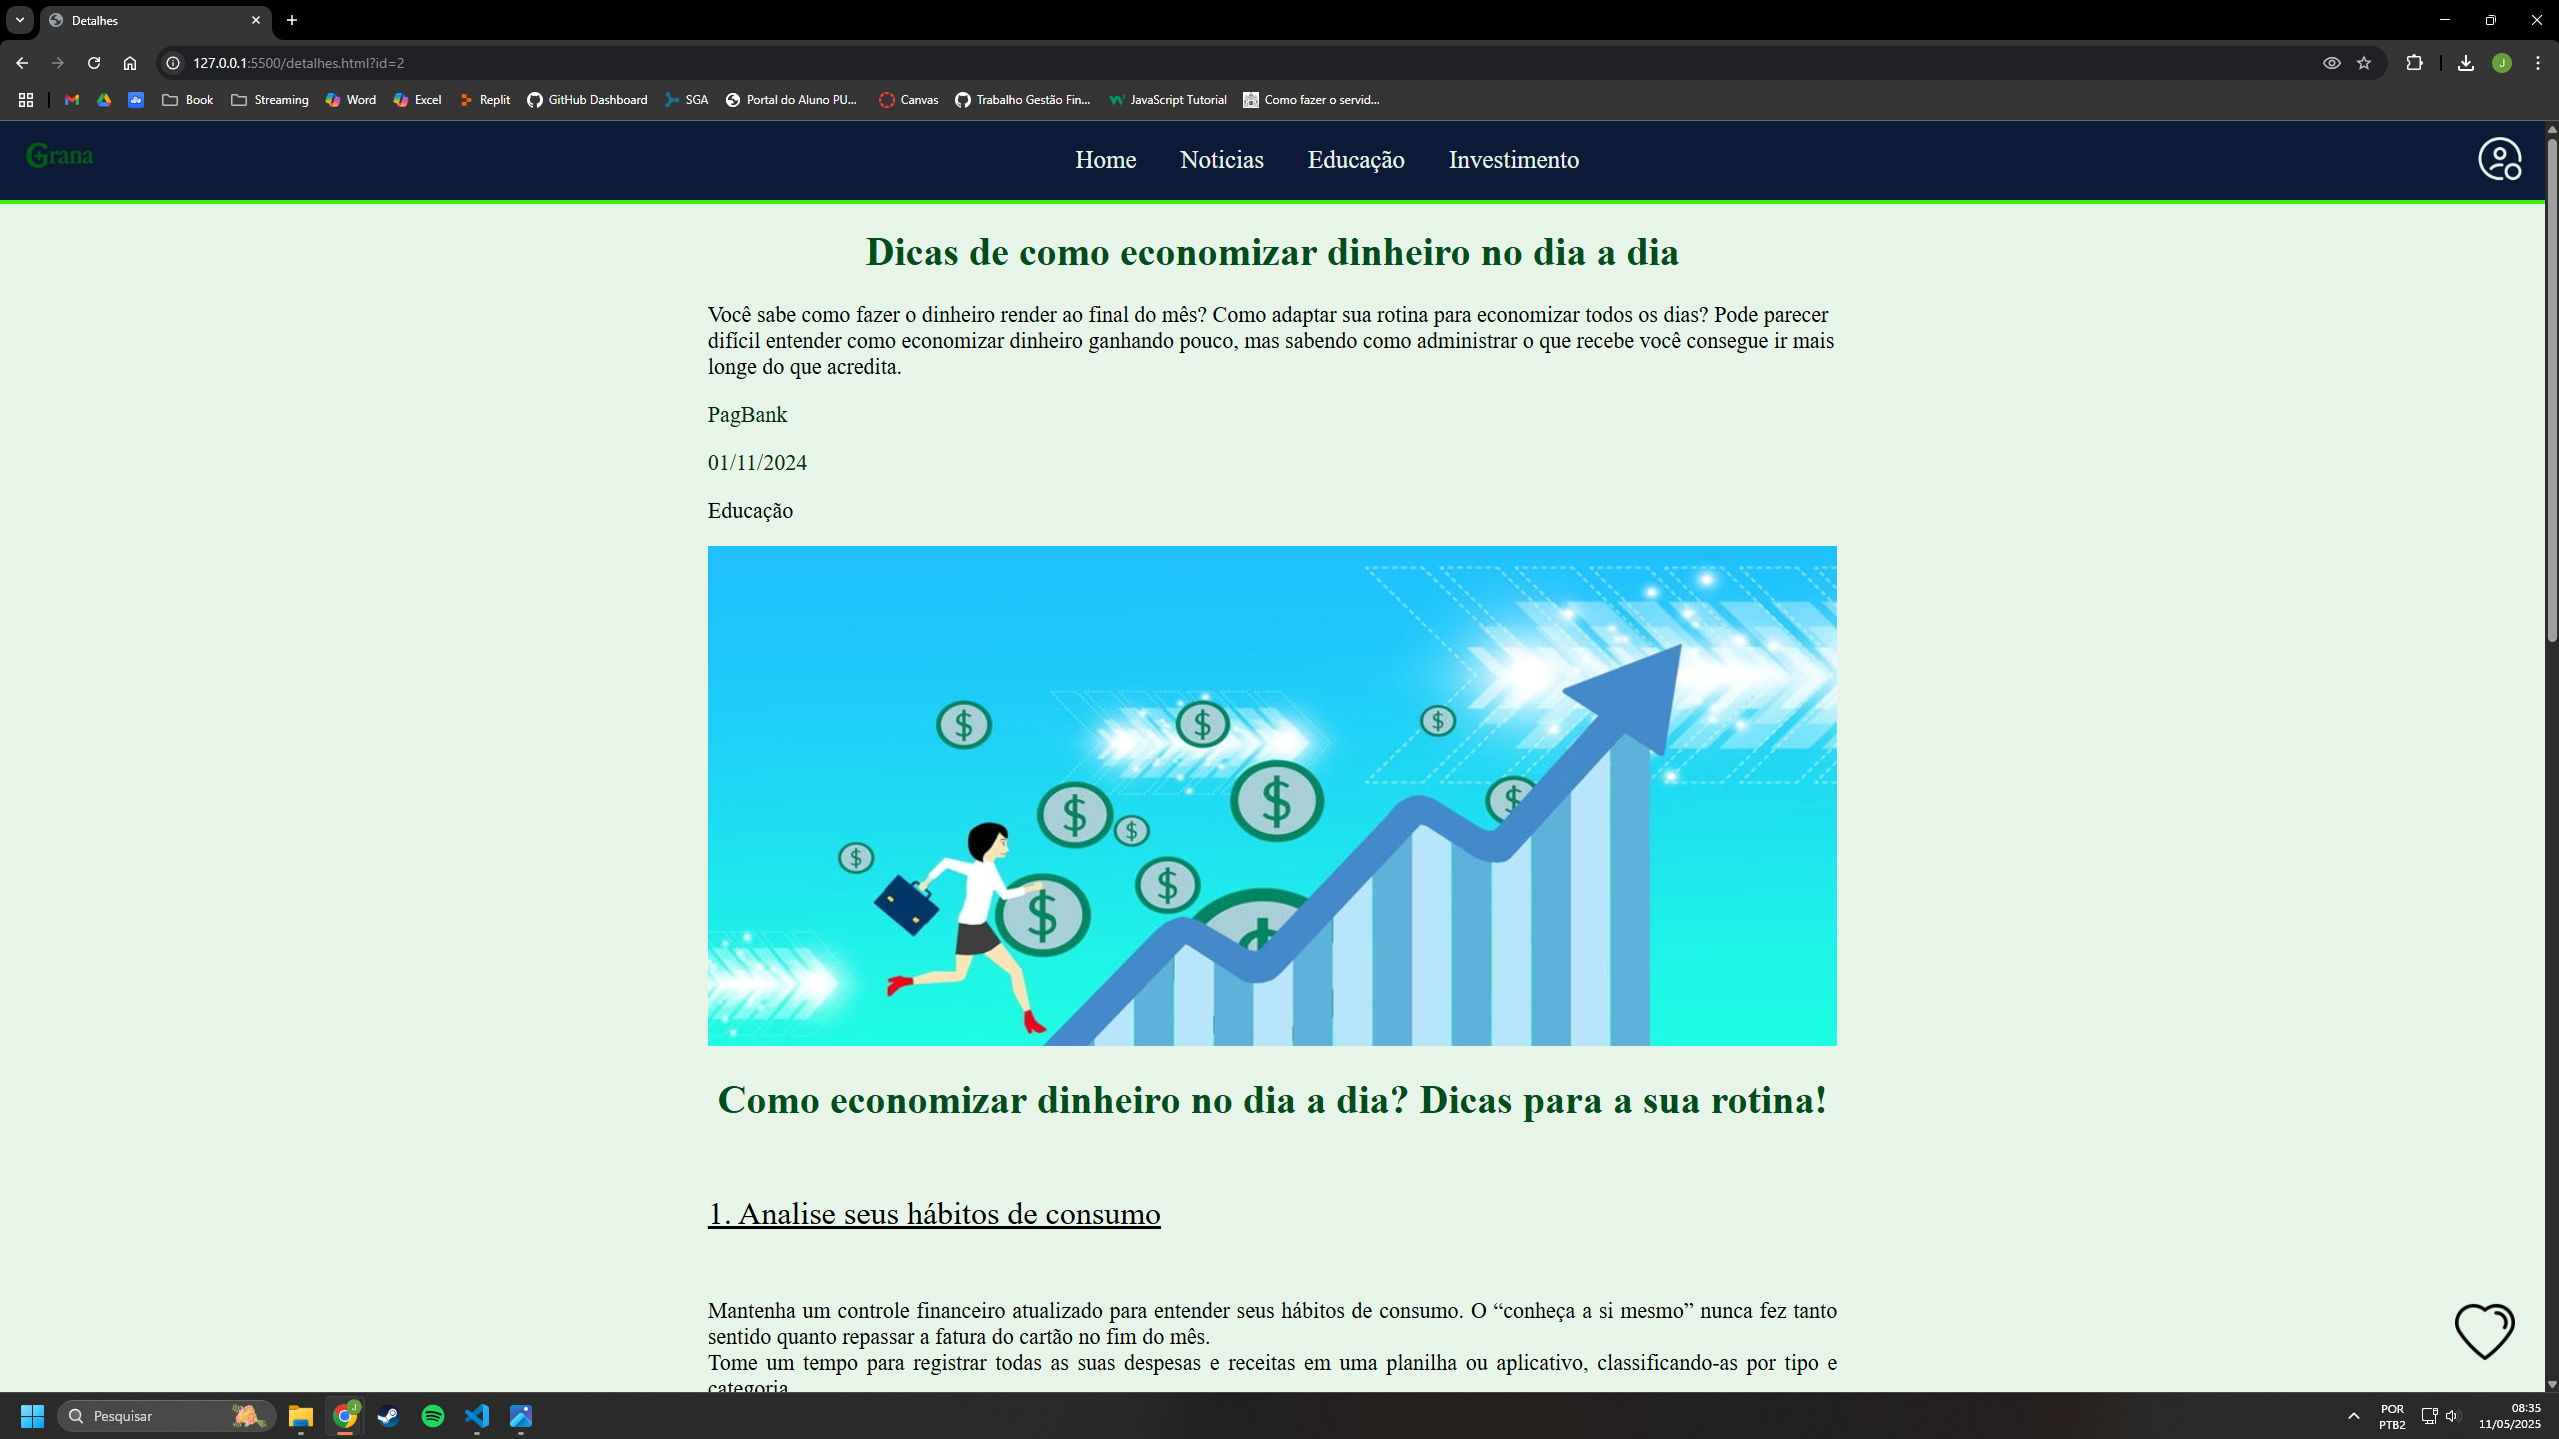 Detalhes
127.0.0.1:5500/detalhes.html?id=2
J
Book Streaming Word Excel Replit GitHub Dashboard SGA Portal do Aluno PU... Canvas Trabalho Gestão Fin... JavaScript Tutorial Como fazer o servid...
Grana
Home Noticias Educação Investimento
Dicas de como economizar dinheiro no dia a dia
Você sabe como fazer o dinheiro render ao final do mês? Como adaptar sua rotina para economizar todos os dias? Pode parecer
difícil entender como economizar dinheiro ganhando pouco, mas sabendo como administrar o que recebe você consegue ir mais
longe do que acredita.
PagBank
01/11/2024
Educação
$ $ $
$ $ $ $
$ $
$ $
Como economizar dinheiro no dia a dia? Dicas para a sua rotina!
1. Analise seus hábitos de consumo
Mantenha um controle financeiro atualizado para entender seus hábitos de consumo. O “conheça a si mesmo” nunca fez tanto
sentido quanto repassar a fatura do cartão no fim do mês.
Tome um tempo para registrar todas as suas despesas e receitas em uma planilha ou aplicativo, classificando-as por tipo e
categoria.
Pesquisar
J
POR
PTB2
08:35
11/05/2025